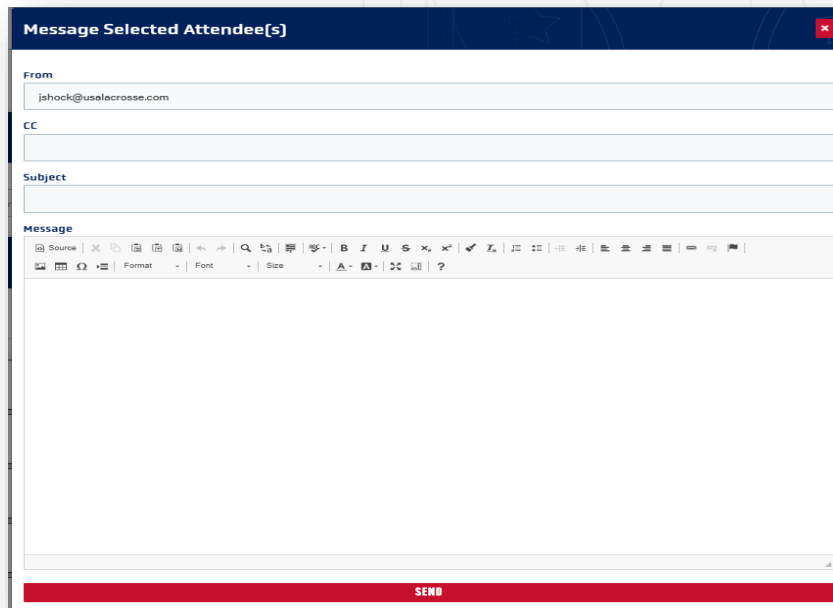 Message Selected Attendee(s)
From
jshock@usalacrosse.com
CC
Subject
Message
Source
Format Font Size
SEND